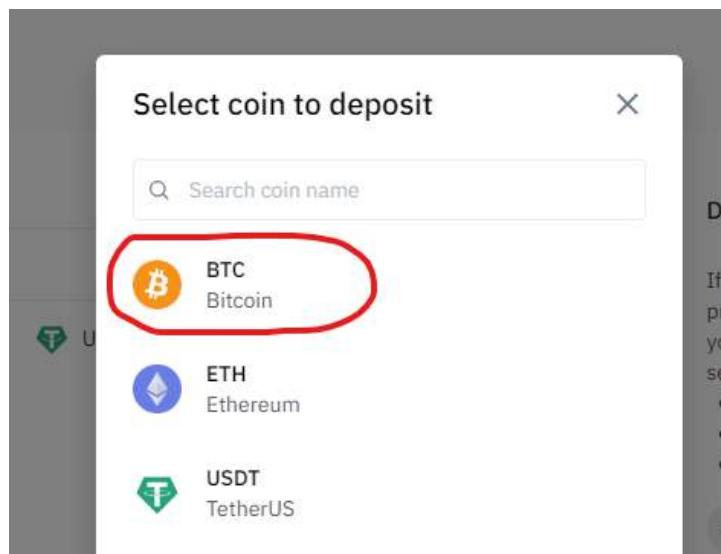 Select coin to deposit
Search coin name
BTC
Bitcoin
ETH
Ethereum
USDT
TetherUS